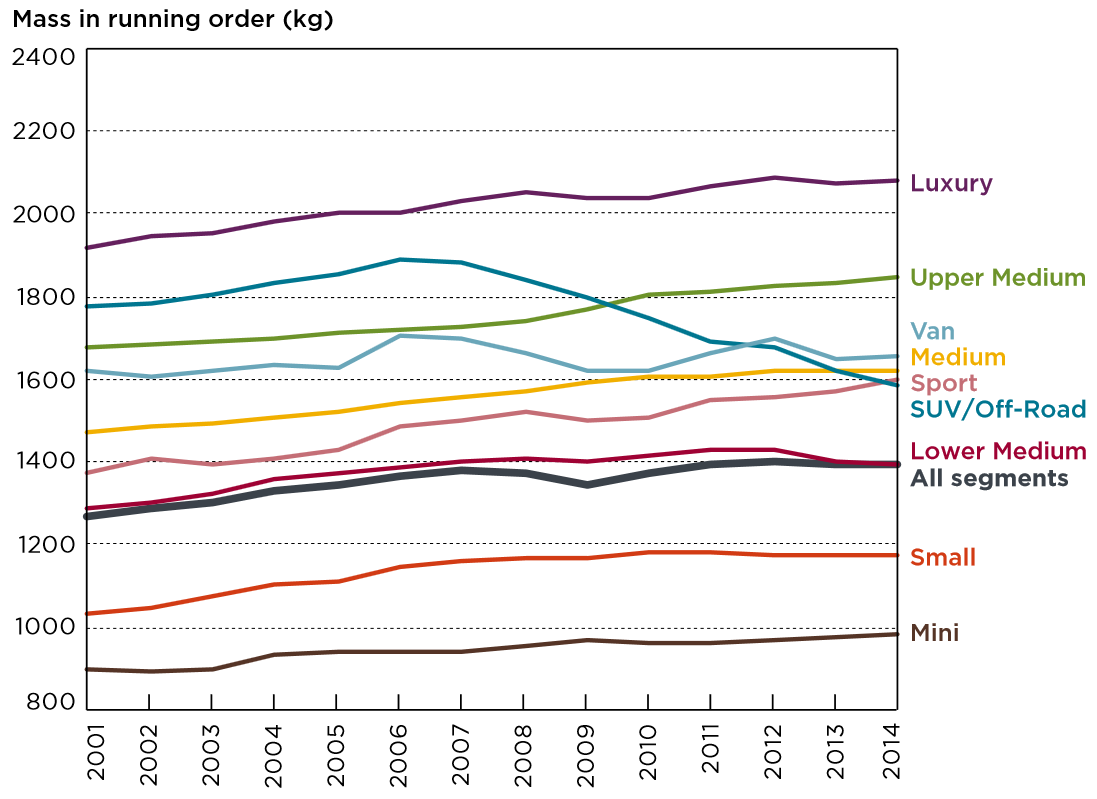 Mass in running order (kg)
2400
2200
2000
1800
1600
1400
1200
1000
800
Luxury
Upper Medium
Van
Medium
Sport
SUV/Off-Road
Lower Medium
All segments
Small
Mini
2001
2002
2003
2004
2005
2006
2007
2008
2009
2010
2011
2012
2013
2014